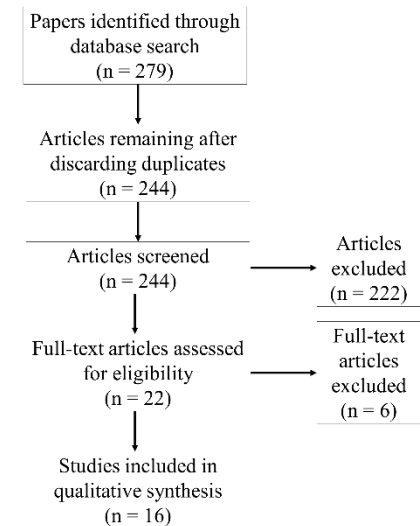 Papers identified through
database search
(n = 279)
Articles remaining after
discarding duplicates
(n = 244)
Articles screened
(n = 244)
Articles
excluded
(n = 222)
Full-text articles assessed
for eligibility
(n = 22)
Full-text
articles
excluded
(n = 6)
Studies included in
qualitative synthesis
(n = 16)